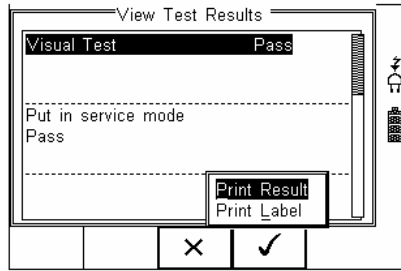 View Test Results
Visual Test Pass
Put in service mode
Pass
Print Result
Print Label